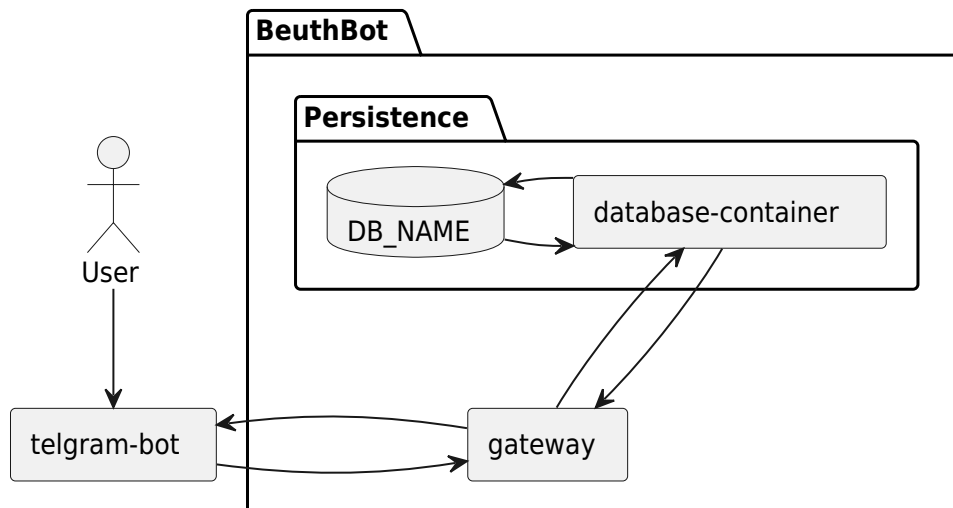 BeuthBot
Persistence
DB_NAME
database-container
User
telgram-bot
gateway